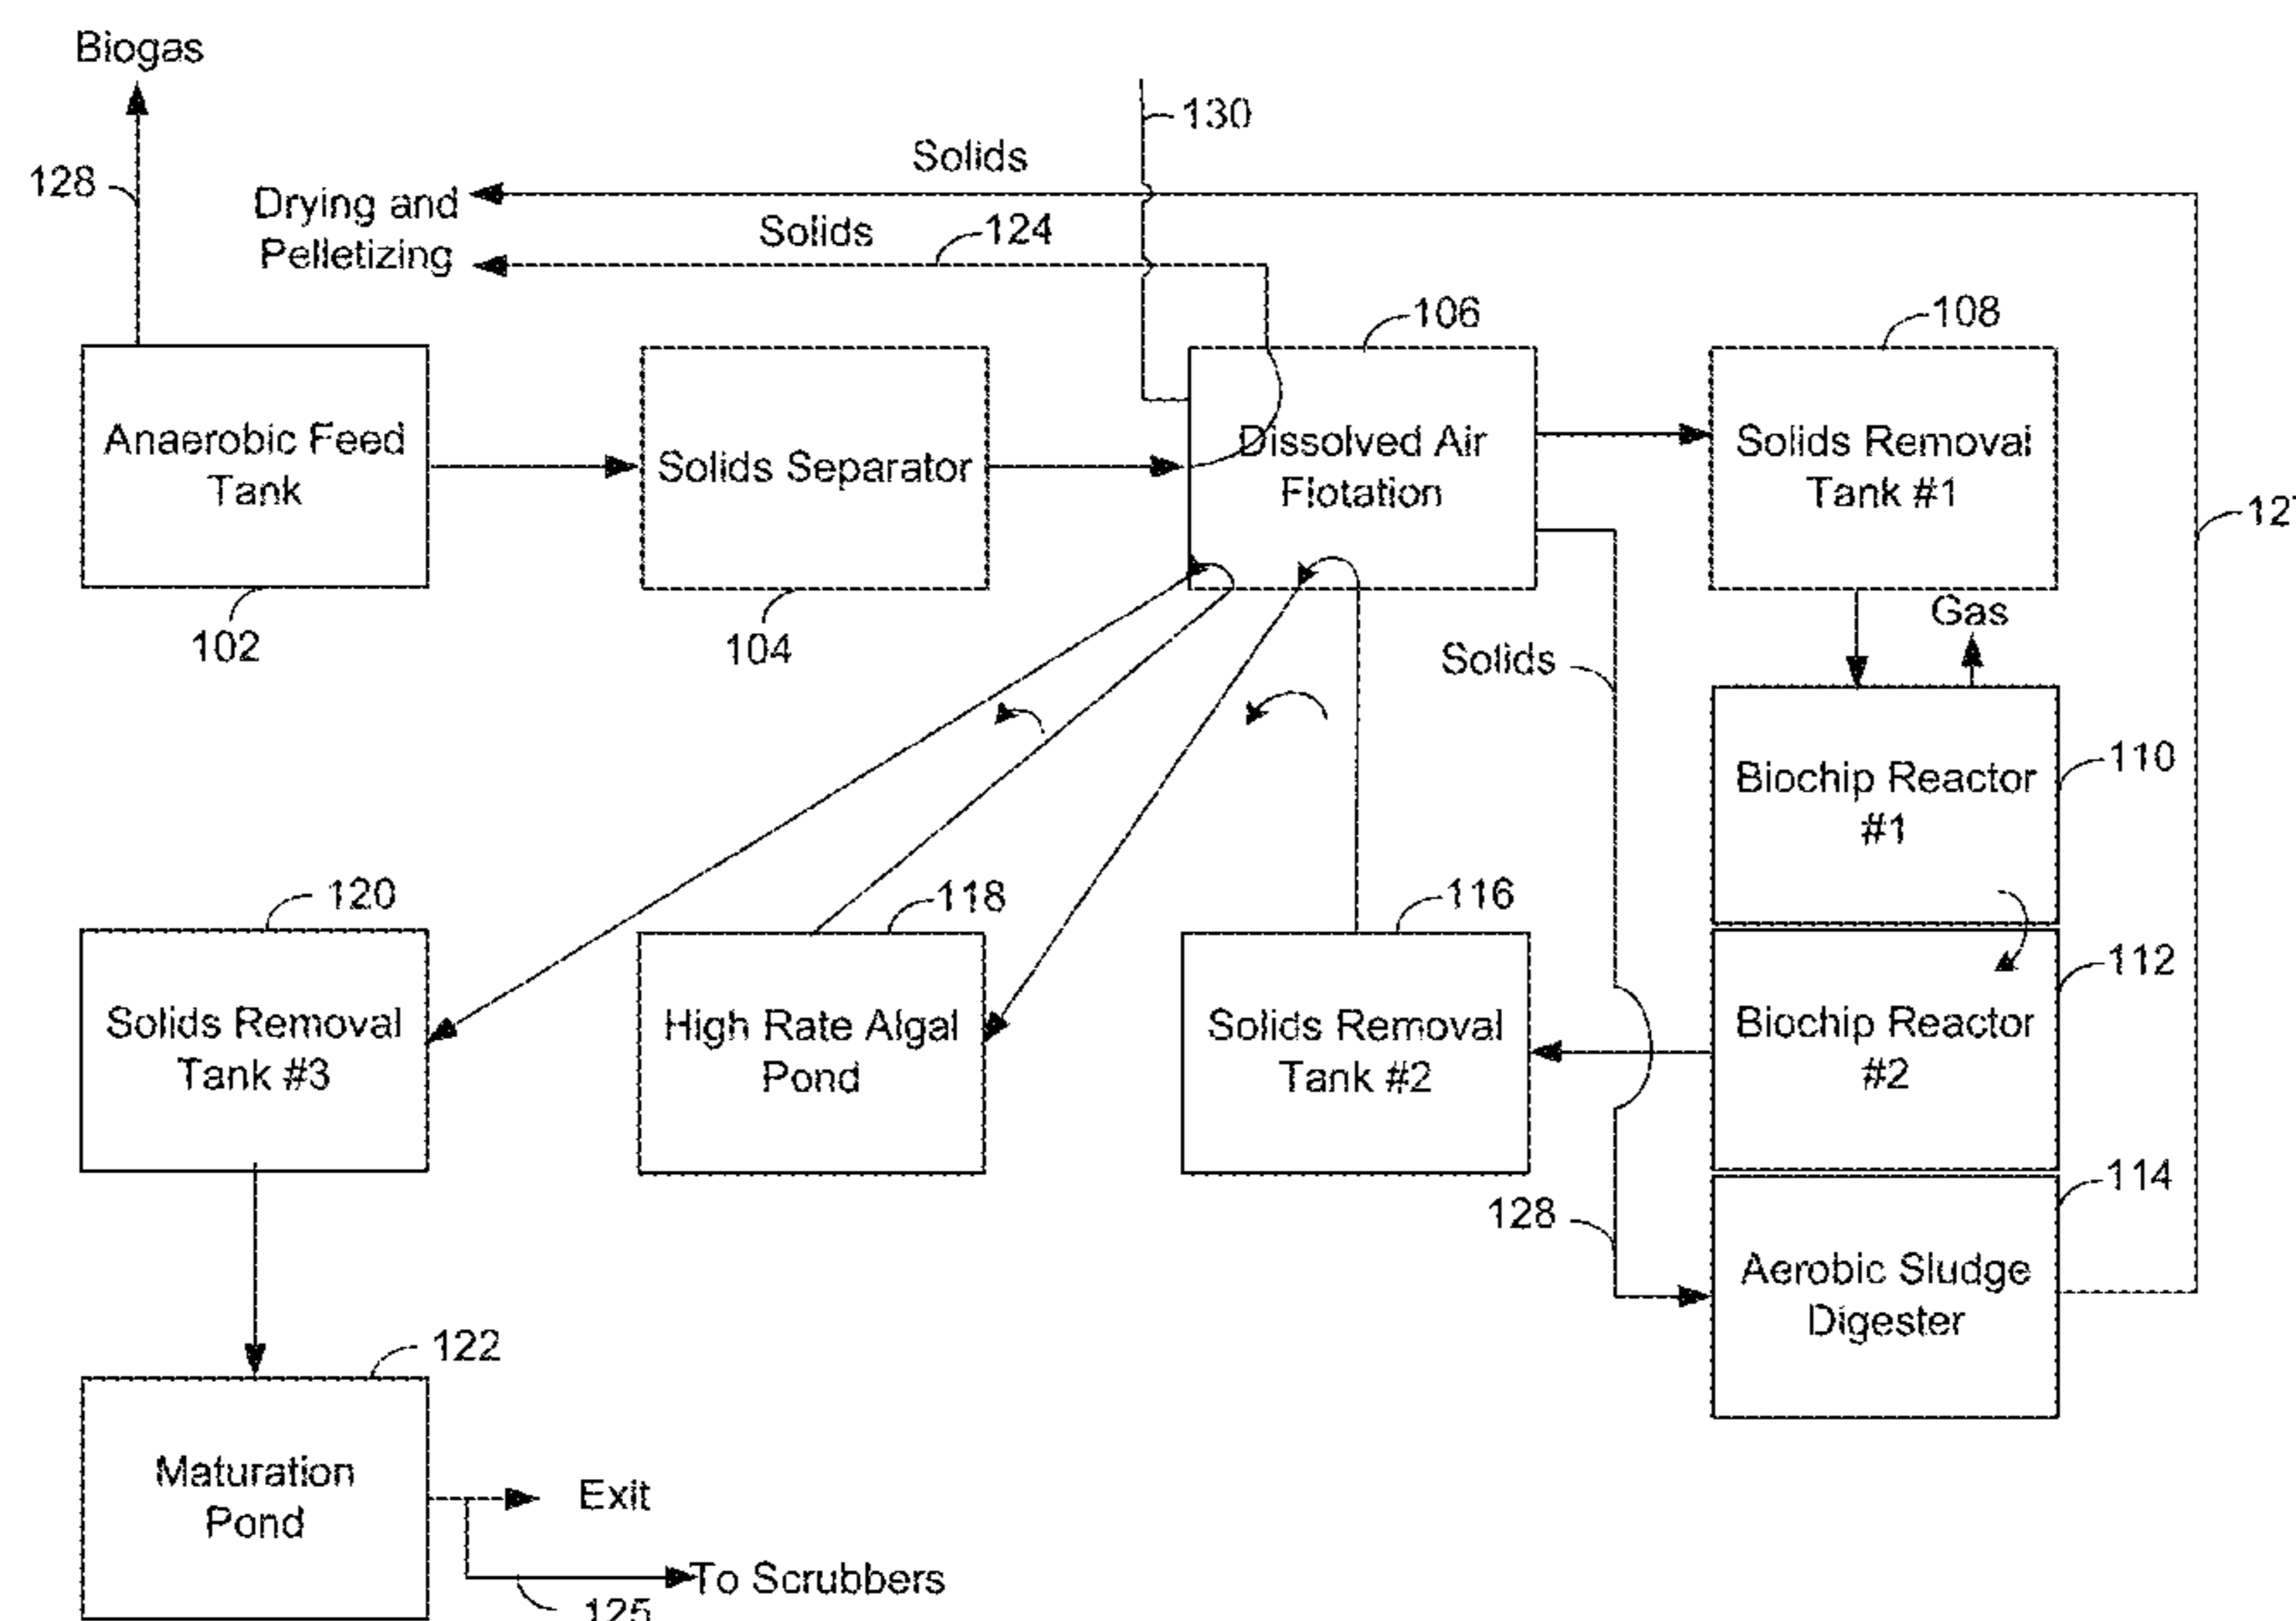 Biogas
130
Solids
128
Drying and
Pelletizing
Solids
124
106
108
Anaerobic Feed
Tank
Solids Separator
Dissolved Air
Flotation
Solids Removal
Tank #1
102
104
Gas
Solids
Biochip Reactor
#1
110
120
118
116
112
Solids Removal
Tank #3
High Rate Algal
Pond
Solids Removal
Tank #2
Biochip Reactor
#2
128
114
Aerobic Sludge
Digester
122
Maturation
Pond
Exit
To Scrubbers
125